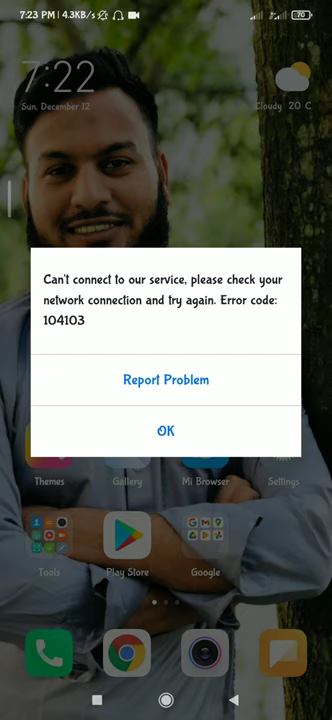 7:23 PM | 4.3KB/s
70
7:22
Sun, December 12
Cloudy 20 C
Can't connect to our service, please check your
network connection and try again. Error code:
104103
Report Problem
OK
Themes Gallery Mi Browser Settings
Tools Play Store Google